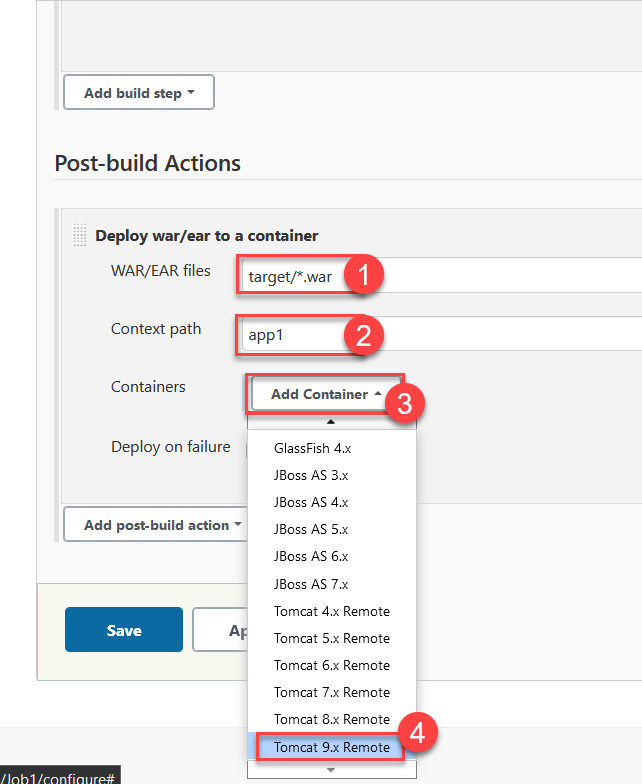 Add build step
Post-build Actions
Deploy war/ear to a container
WAR/EAR files
target/*.war
1
Context path
app1
2
Containers
Add Container
3
Deploy on failure
GlassFish 4.x
JBoss AS 3.x
JBoss AS 4.x
JBoss AS 5.x
JBoss AS 6.x
JBoss AS 7.x
Tomcat 4.x Remote
Tomcat 5.x Remote
Tomcat 6.x Remote
Tomcat 7.x Remote
Tomcat 8.x Remote
Tomcat 9.x Remote
4
Add post-build action
Save
Ap
/Job1/configure#